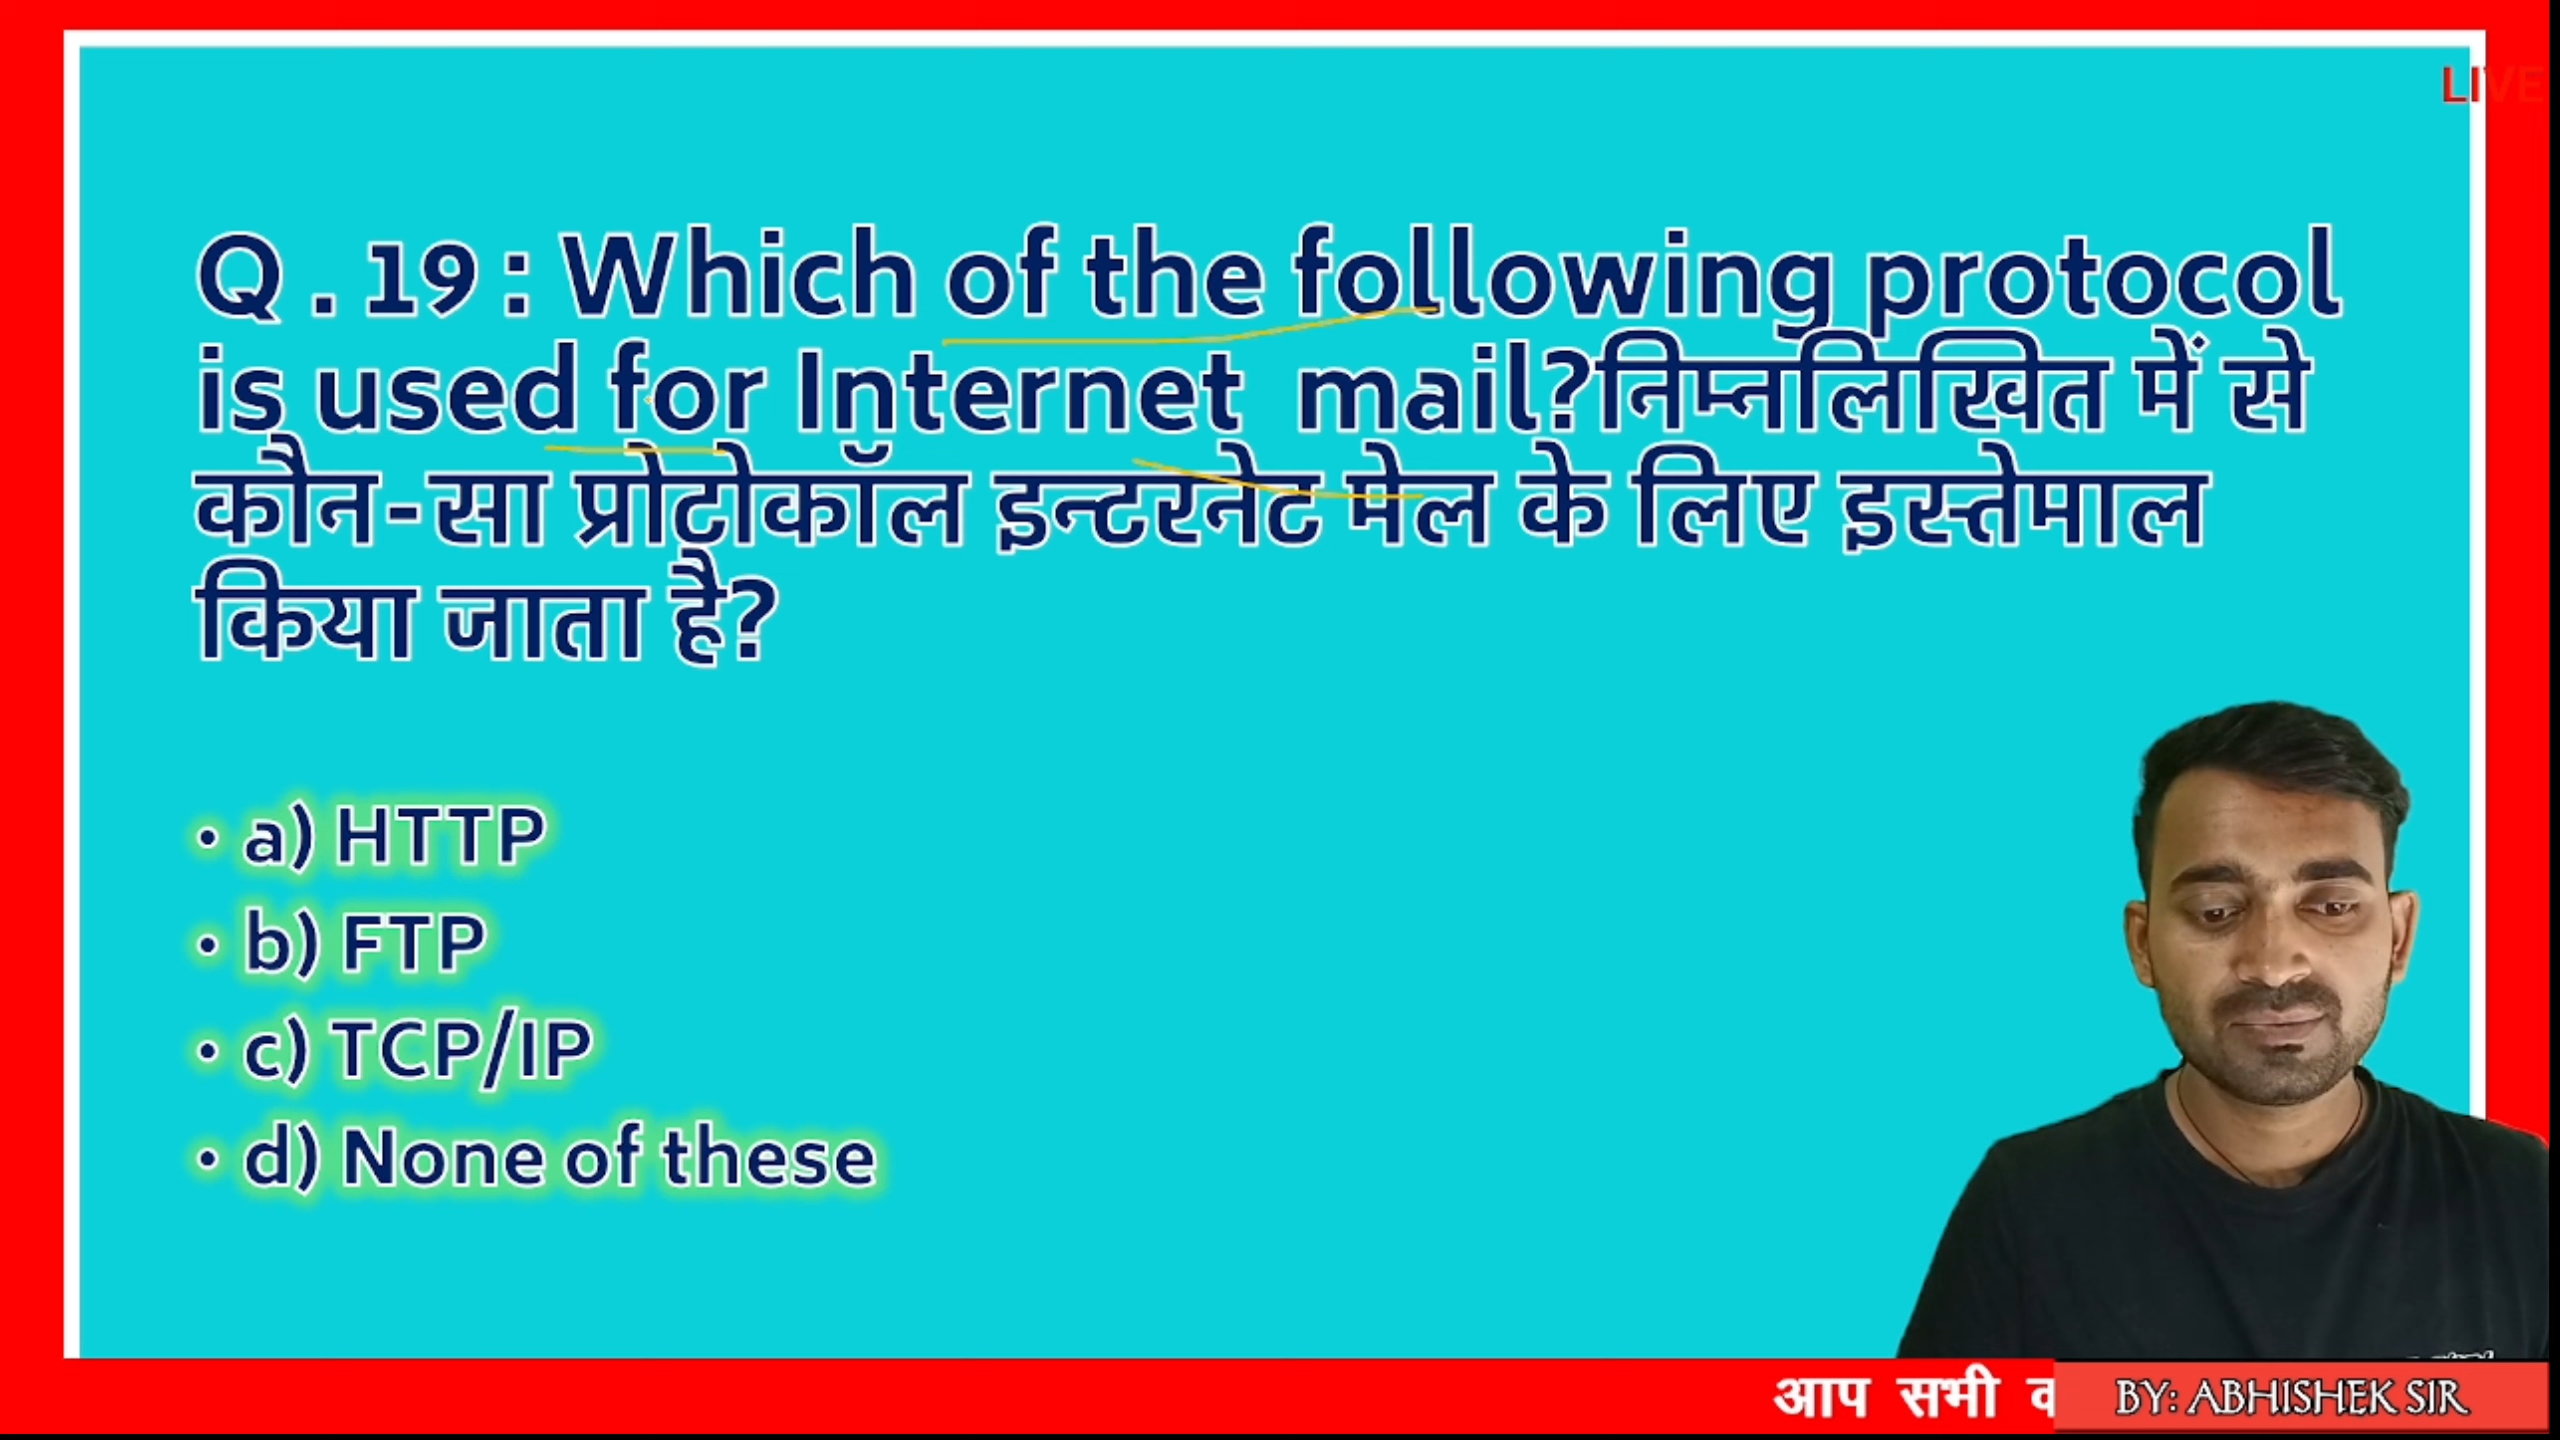 LIVE
Q . 19 : Which of the following protocol
is used for Internet mail?निम्नलिखित में से
कौन-सा प्रोटोकॉल इन्टरनेट मेल के लिए इस्तेमाल
किया जाता है?
• a) HTTP
• b) FTP
• c) TCP/IP
• d) None of these
आप सभी
BY: ABHISHEK SIR